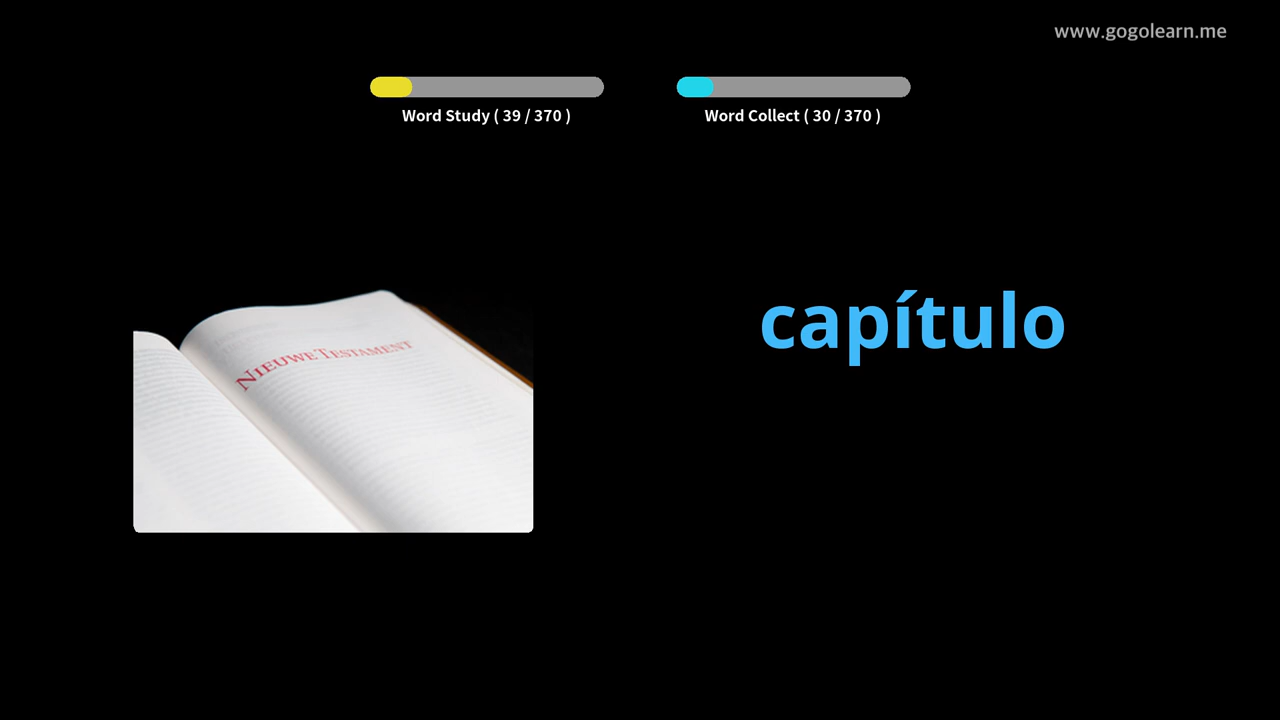 www.gogolearn.me
Word Study ( 39 / 370 )
Word Collect ( 30 / 370 )
NIEUWE TESTAMENT
capítulo